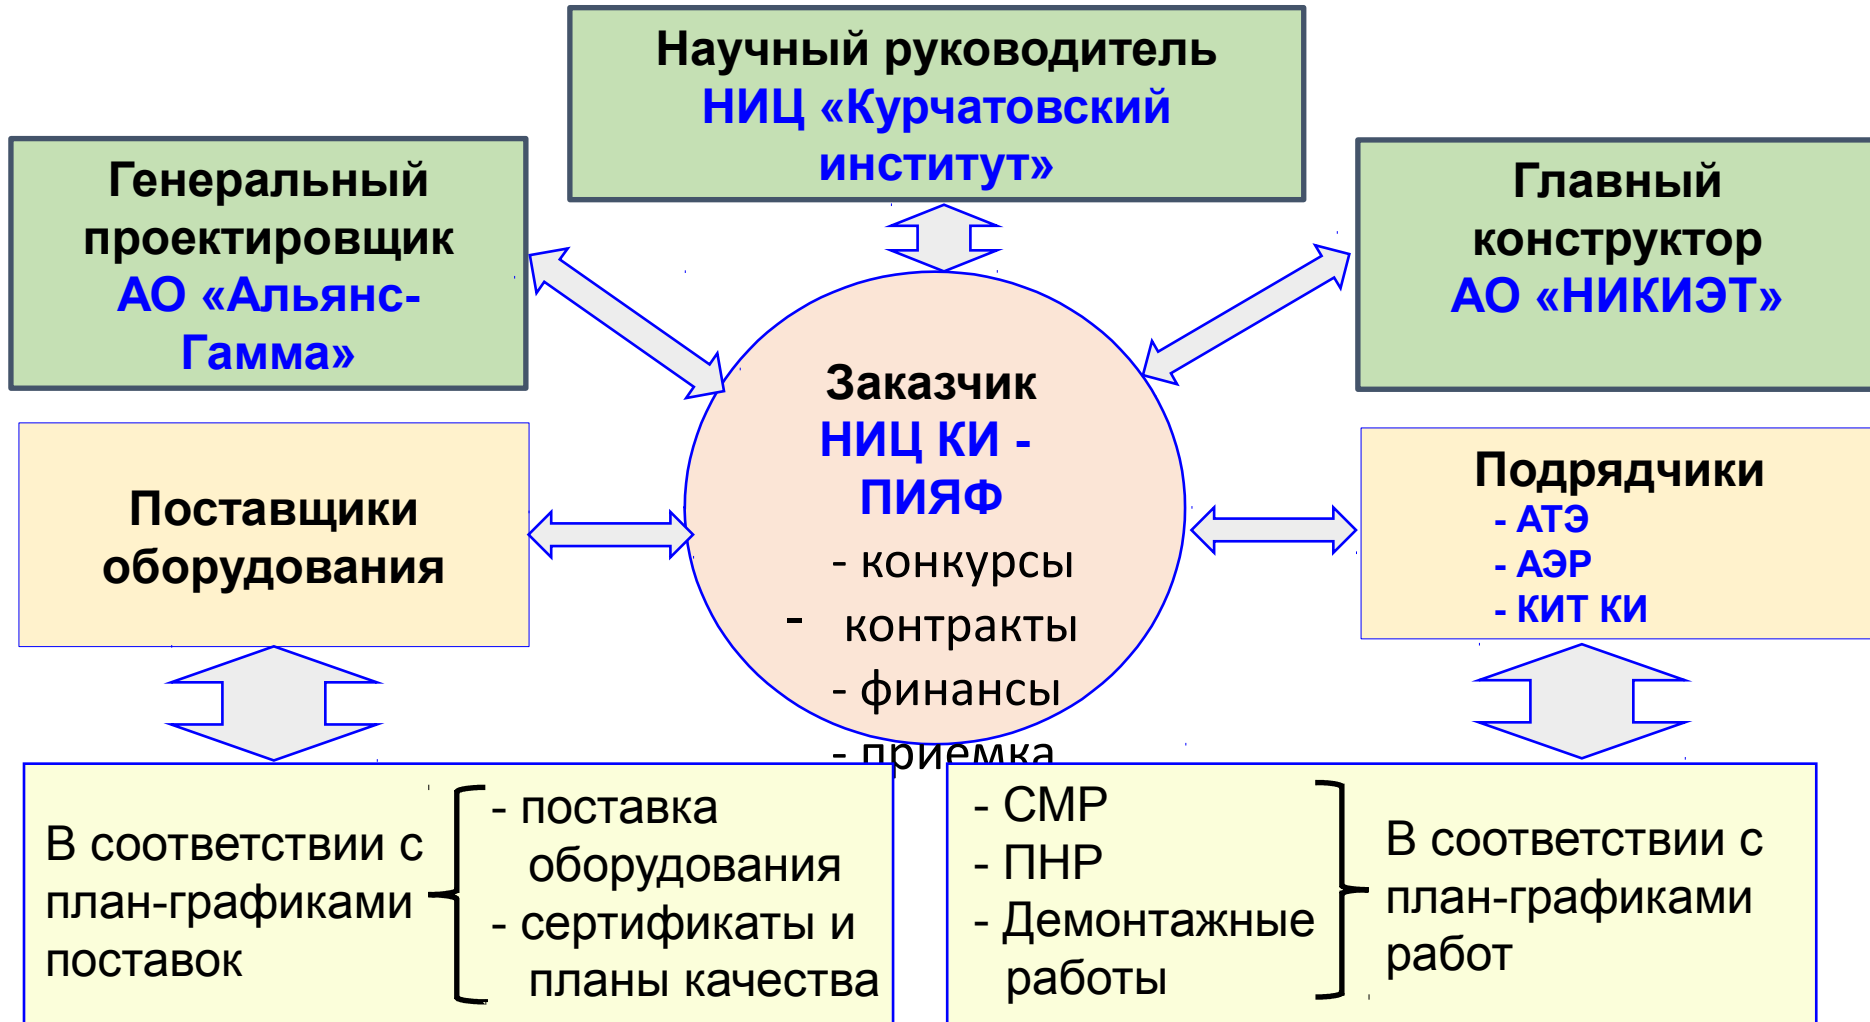 Научный руководитель
НИЦ «Курчатовский
институт»
Генеральный
проектировщик
АО «Альянс-
Гамма»
Главный
конструктор
АО «НИКИЭТ»
Заказчик
НИЦ КИ -
ПИЯФ
- конкурсы
- контракты
- финансы
- приемка
Поставщики
оборудования
Подрядчики
- АТЭ
- АЭР
- КИТ КИ
В соответствии с
план-графиками
поставок
- поставка
оборудования
- сертификаты и
планы качества
- СМР
- ПНР
- Демонтажные
работы
В соответствии с
план-графиками
работ